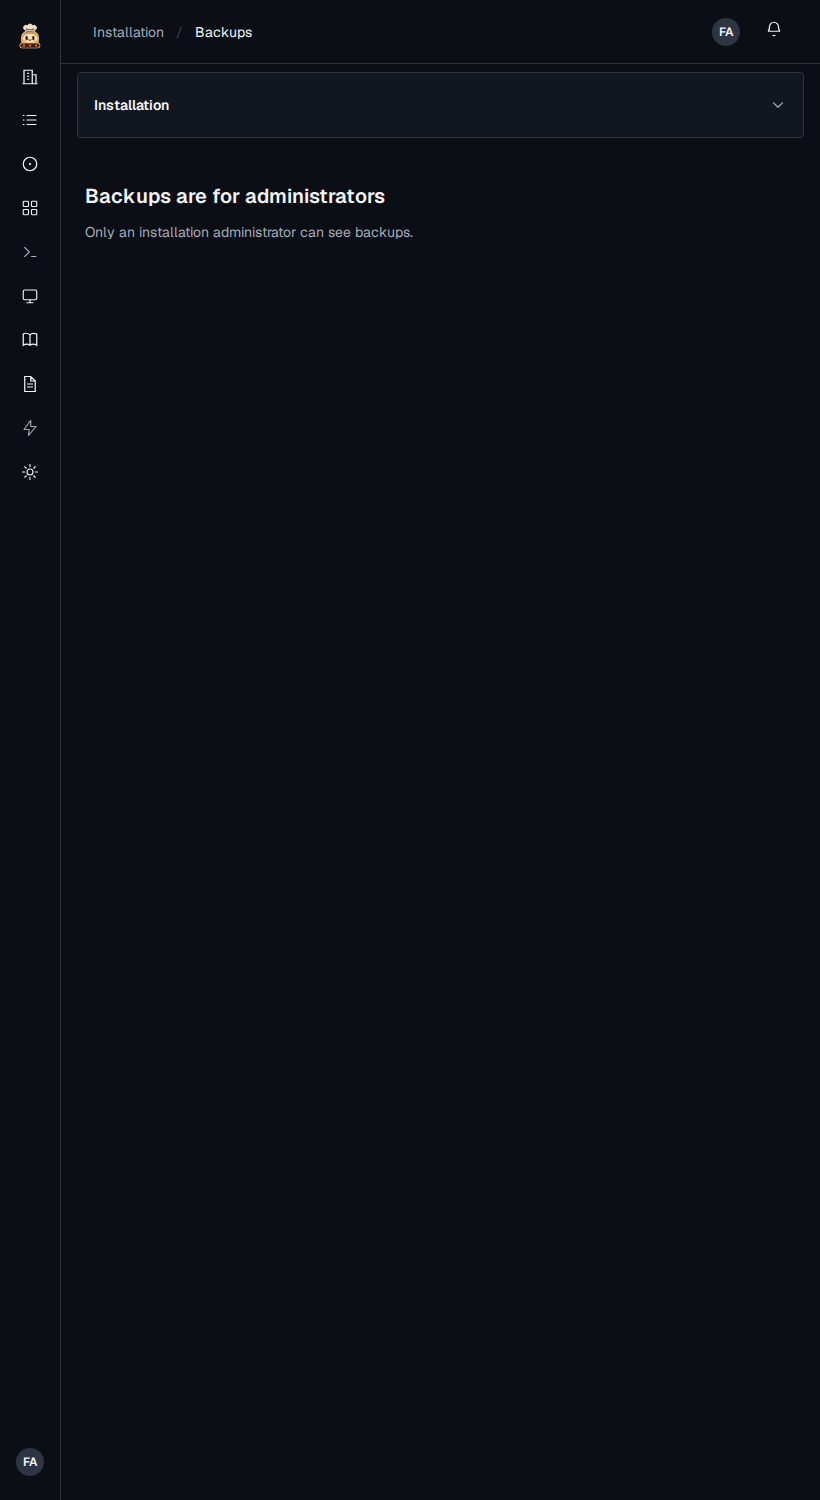 Installation / Backups
FA
Installation
Backups are for administrators
Only an installation administrator can see backups.
FA